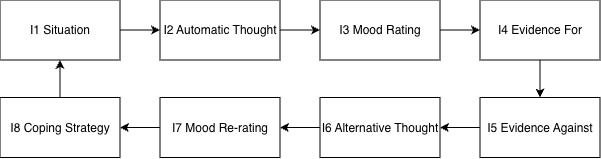 I1 Situation
I2 Automatic Thought
I3 Mood Rating
I4 Evidence For
I5 Evidence Against
I6 Alternative Thought
I7 Mood Re-rating
I8 Coping Strategy